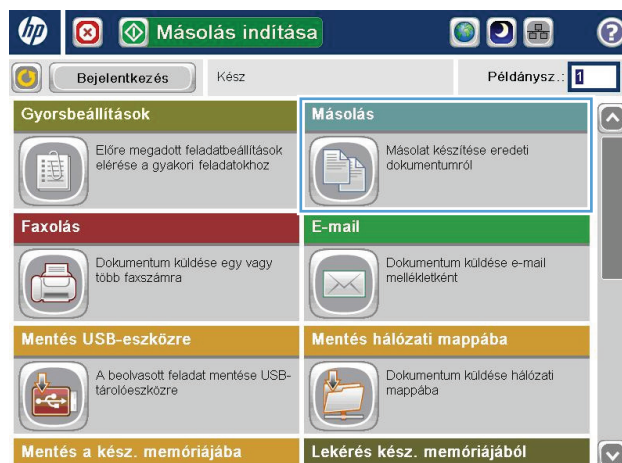 hp Másolás indítása ?
Bejelentkezés Kész Példánysz.: 1
Gyorsbeállítások
Előre megadott feladatbeállítások
elérése a gyakori feladatokhoz
Másolás
Másolat készítése eredeti
dokumentumról
Faxolás
Dokumentum küldése egy vagy
több faxszámra
E-mail
Dokumentum küldése e-mail
mellékletként
Mentés USB-eszközre
A beolvasott feladat mentése USB-
tárolóeszközre
Mentés hálózati mappába
Dokumentum küldése hálózati
mappába
Mentés a kész. memóriájába
Lekérés kész. memóriájából